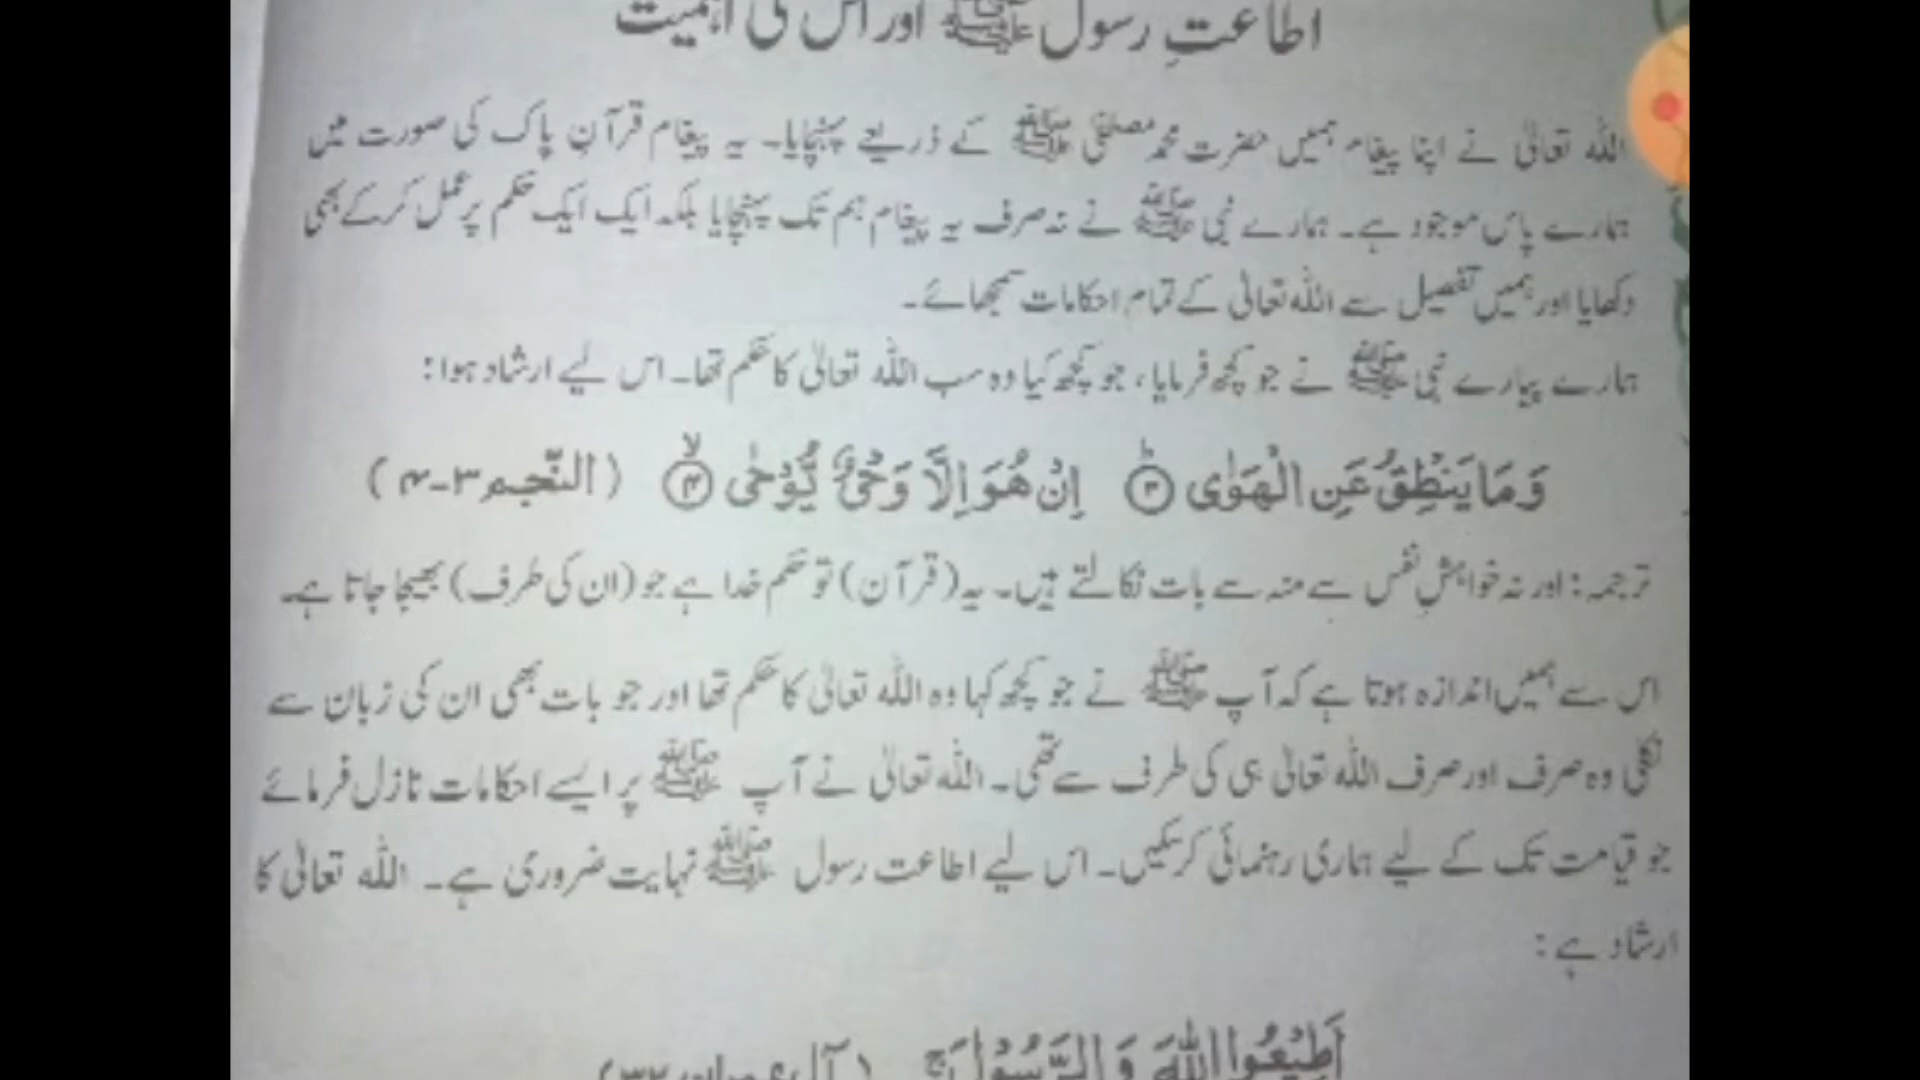 اطاعتِ رسول ﷺ اور اس کی اہمیت
اللہ تعالیٰ نے اپنا پیغام ہمیں حضرت محمد مصطفیٰ ﷺ کے ذریعے پہنچایا۔ یہ پیغام قرآنِ پاک کی صورت میں
ہمارے پاس موجود ہے۔ ہمارے نبی ﷺ نے نہ صرف یہ پیغام ہم تک پہنچایا بلکہ ایک ایک حکم پر عمل کر کے بھی
دکھایا اور ہمیں تفصیل سے اللہ تعالیٰ کے تمام احکامات سمجھائے۔
ہمارے پیارے نبی ﷺ نے جو کچھ فرمایا، جو کچھ کیا وہ سب اللہ تعالیٰ کا حکم تھا۔ اس لیے ارشاد ہوا:
وَمَا يَنْطِقُ عَنِ الْهَوٰى ۳ؕ اِنْ هُوَ اِلَّا وَحْىٌ يُّوْحٰى ۴ۙ (النّجم ۳۔۴)
ترجمہ: اور نہ خواہشِ نفس سے منہ سے بات نکالتے ہیں۔ یہ (قرآن) تو حکم خدا ہے جو (ان کی طرف) بھیجا جاتا ہے۔
اس سے ہمیں اندازہ ہوتا ہے کہ آپ ﷺ نے جو کچھ کہا وہ اللہ تعالیٰ کا حکم تھا اور جو بات بھی ان کی زبان سے
نکلی وہ صرف اور صرف اللہ تعالیٰ ہی کی طرف سے تھی۔ اللہ تعالیٰ نے آپ ﷺ پر ایسے احکامات نازل فرمائے
جو قیامت تک کے لیے ہماری رہنمائی کر سکیں۔ اس لیے اطاعت رسول ﷺ نہایت ضروری ہے۔ اللہ تعالیٰ کا
ارشاد ہے:
اَطِيْعُوا اللهَ وَالرَّسُوْلَ ۚ (آل عمران ۳۲)